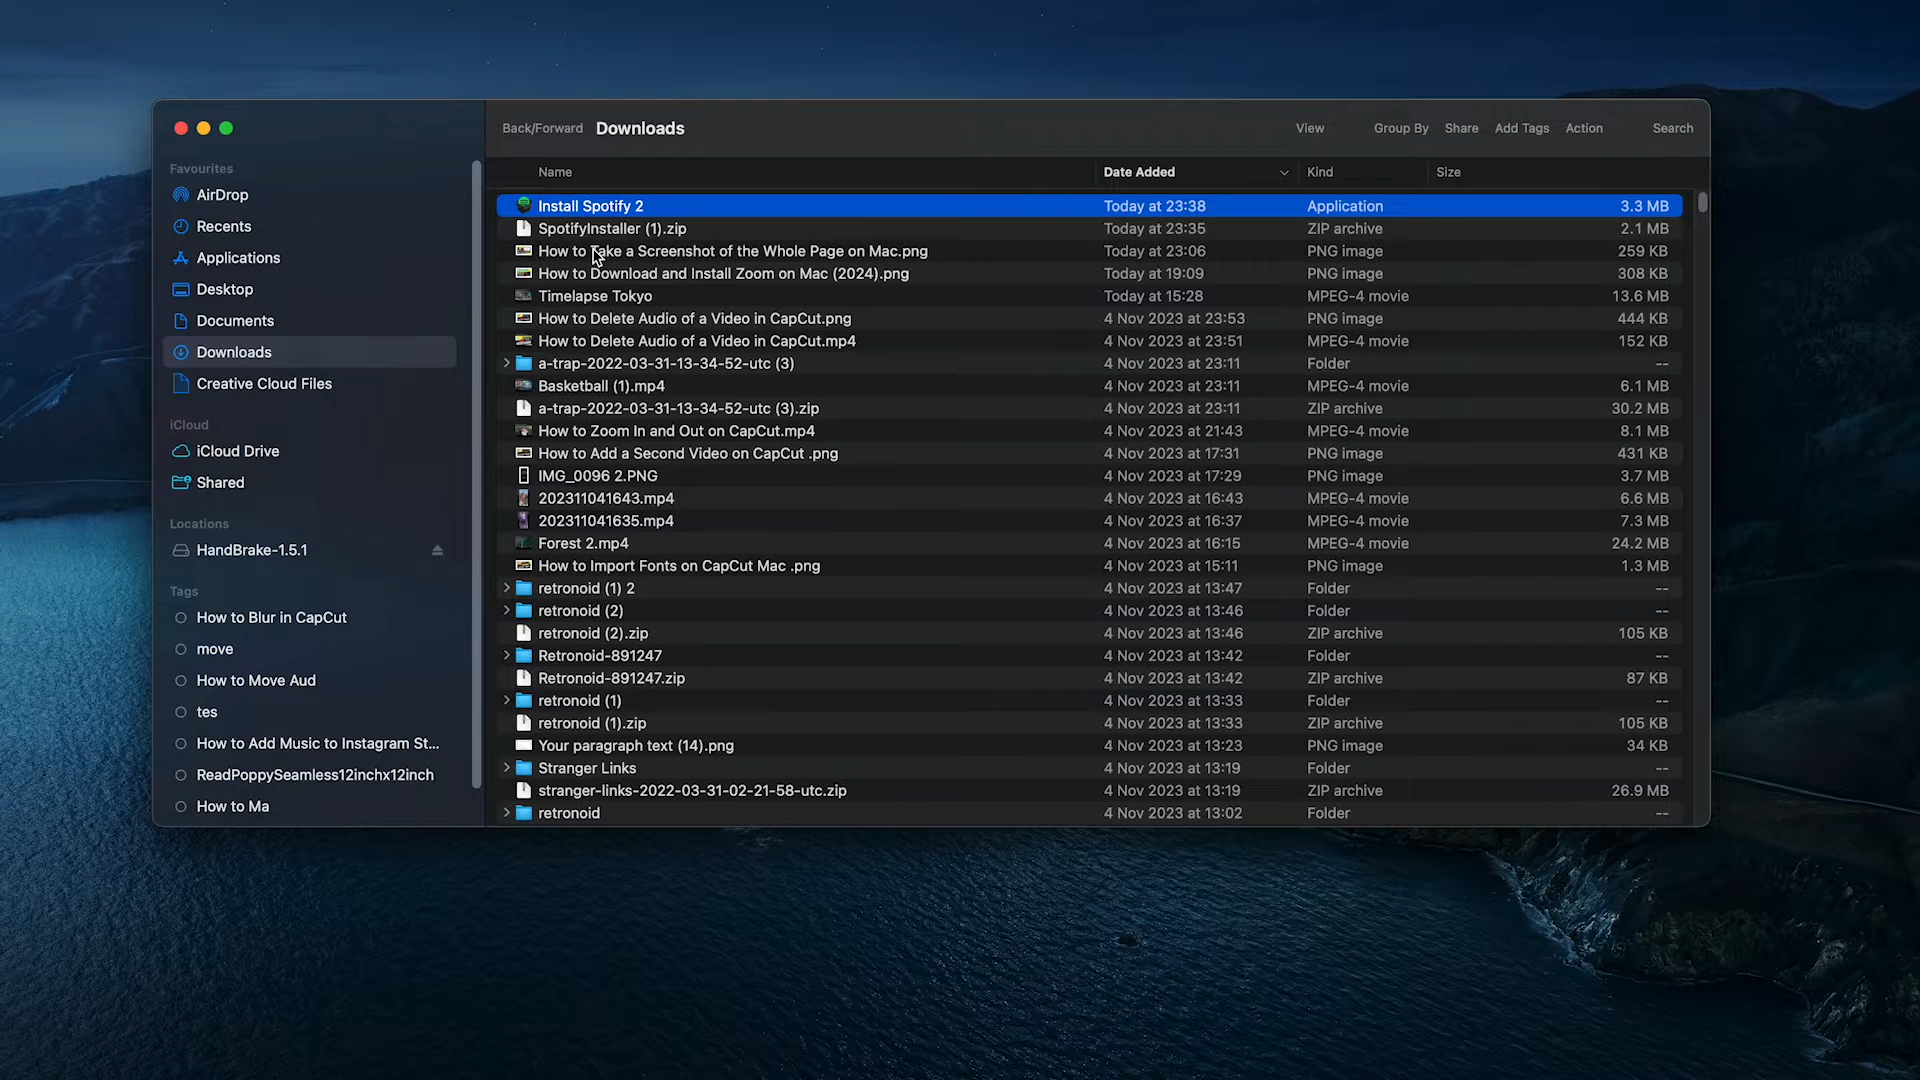 Back/Forward Downloads View Group By Share Add Tags Action Search
Favourites
AirDrop
Recents
Applications
Desktop
Documents
Downloads
Creative Cloud Files
iCloud
iCloud Drive
Shared
Locations
HandBrake-1.5.1
Tags
How to Blur in CapCut
move
How to Move Aud
tes
How to Add Music to Instagram St...
ReadPoppySeamless12inchx12inch
How to Ma
Name Date Added Kind Size
Install Spotify 2 Today at 23:38 Application 3.3 MB
SpotifyInstaller (1).zip Today at 23:35 ZIP archive 2.1 MB
How to Take a Screenshot of the Whole Page on Mac.png Today at 23:06 PNG image 259 KB
How to Download and Install Zoom on Mac (2024).png Today at 19:09 PNG image 308 KB
Timelapse Tokyo Today at 15:28 MPEG-4 movie 13.6 MB
How to Delete Audio of a Video in CapCut.png 4 Nov 2023 at 23:53 PNG image 444 KB
How to Delete Audio of a Video in CapCut.mp4 4 Nov 2023 at 23:51 MPEG-4 movie 152 KB
a-trap-2022-03-31-13-34-52-utc (3) 4 Nov 2023 at 23:11 Folder --
Basketball (1).mp4 4 Nov 2023 at 23:11 MPEG-4 movie 6.1 MB
a-trap-2022-03-31-13-34-52-utc (3).zip 4 Nov 2023 at 23:11 ZIP archive 30.2 MB
How to Zoom In and Out on CapCut.mp4 4 Nov 2023 at 21:43 MPEG-4 movie 8.1 MB
How to Add a Second Video on CapCut .png 4 Nov 2023 at 17:31 PNG image 431 KB
IMG_0096 2.PNG 4 Nov 2023 at 17:29 PNG image 3.7 MB
202311041643.mp4 4 Nov 2023 at 16:43 MPEG-4 movie 6.6 MB
202311041635.mp4 4 Nov 2023 at 16:37 MPEG-4 movie 7.3 MB
Forest 2.mp4 4 Nov 2023 at 16:15 MPEG-4 movie 24.2 MB
How to Import Fonts on CapCut Mac .png 4 Nov 2023 at 15:11 PNG image 1.3 MB
retronoid (1) 2 4 Nov 2023 at 13:47 Folder --
retronoid (2) 4 Nov 2023 at 13:46 Folder --
retronoid (2).zip 4 Nov 2023 at 13:46 ZIP archive 105 KB
Retronoid-891247 4 Nov 2023 at 13:42 Folder --
Retronoid-891247.zip 4 Nov 2023 at 13:42 ZIP archive 87 KB
retronoid (1) 4 Nov 2023 at 13:33 Folder --
retronoid (1).zip 4 Nov 2023 at 13:33 ZIP archive 105 KB
Your paragraph text (14).png 4 Nov 2023 at 13:23 PNG image 34 KB
Stranger Links 4 Nov 2023 at 13:19 Folder --
stranger-links-2022-03-31-02-21-58-utc.zip 4 Nov 2023 at 13:19 ZIP archive 26.9 MB
retronoid 4 Nov 2023 at 13:02 Folder --